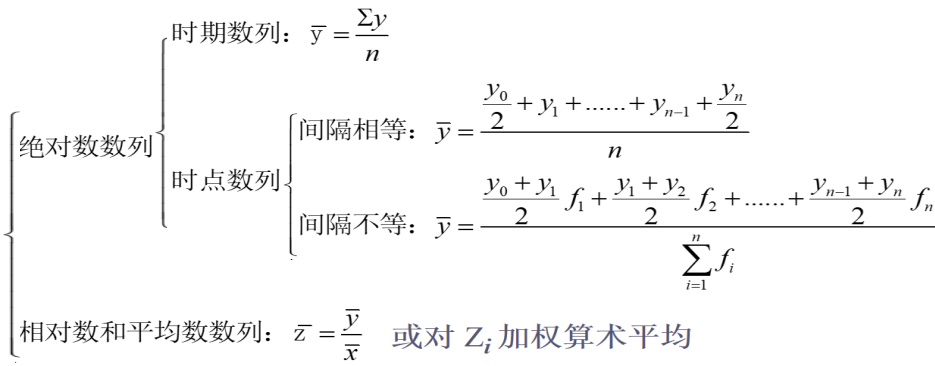 时期数列：y̅ = Σy / n
绝对数数列
时点数列
间隔相等：y̅ = (y₀/2 + y₁ + ...... + yₙ₋₁ + yₙ/2) / n
间隔不等：y̅ = ((y₀ + y₁)/2 f₁ + (y₁ + y₂)/2 f₂ + ...... + (yₙ₋₁ + yₙ)/2 fₙ) / ∑ⁿᵢ₌₁ fᵢ
相对数和平均数数列：z̅ = y̅ / x̅ 或对 Zᵢ 加权算术平均